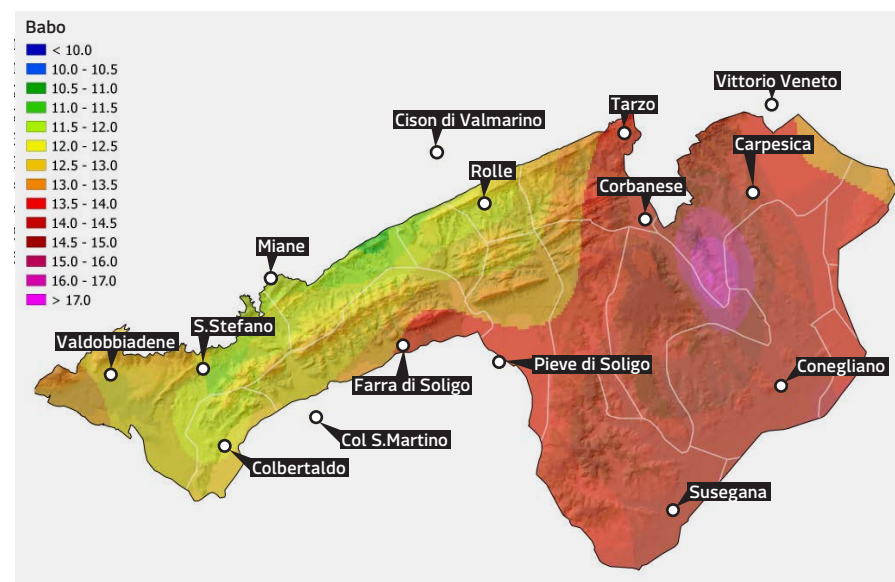 Babo
< 10.0
10.0 - 10.5
10.5 - 11.0
11.0 - 11.5
11.5 - 12.0
12.0 - 12.5
12.5 - 13.0
13.0 - 13.5
13.5 - 14.0
14.0 - 14.5
14.5 - 15.0
15.0 - 16.0
16.0 - 17.0
> 17.0
Vittorio Veneto
Tarzo
Cison di Valmarino
Carpesica
Rolle
Corbanese
Miane
S.Stefano
Valdobbiadene
Pieve di Soligo
Conegliano
Farra di Soligo
Col S.Martino
Colbertaldo
Susegana